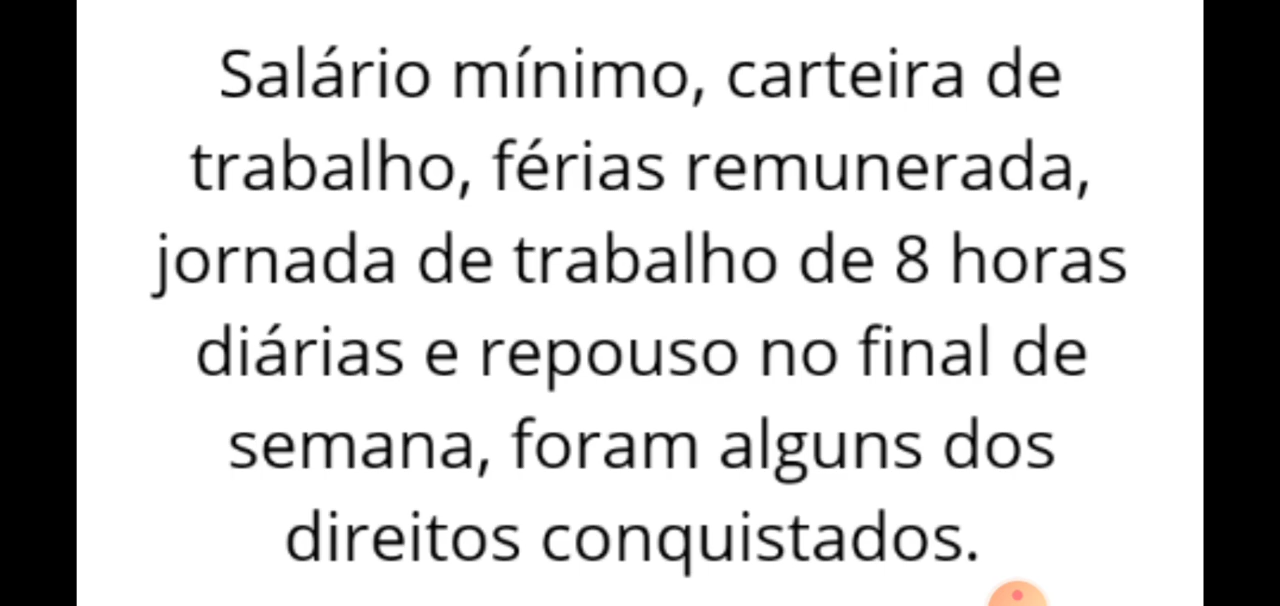 Salário mínimo, carteira de
trabalho, férias remunerada,
jornada de trabalho de 8 horas
diárias e repouso no final de
semana, foram alguns dos
direitos conquistados.